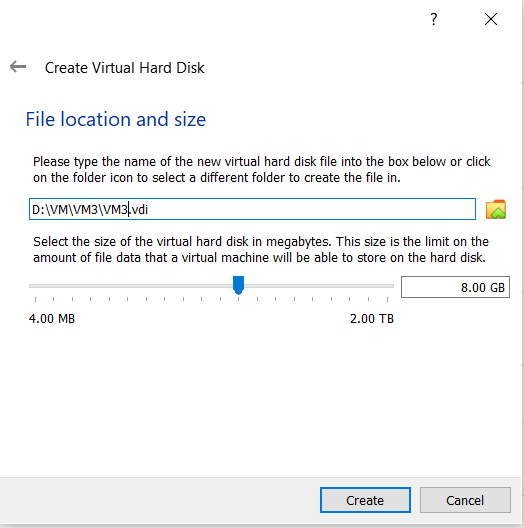 ?
Create Virtual Hard Disk
File location and size
Please type the name of the new virtual hard disk file into the box below or click
on the folder icon to select a different folder to create the file in.
D:\VM\VM3\VM3.vdi
Select the size of the virtual hard disk in megabytes. This size is the limit on the
amount of file data that a virtual machine will be able to store on the hard disk.
8.00 GB
4.00 MB 2.00 TB
Create Cancel